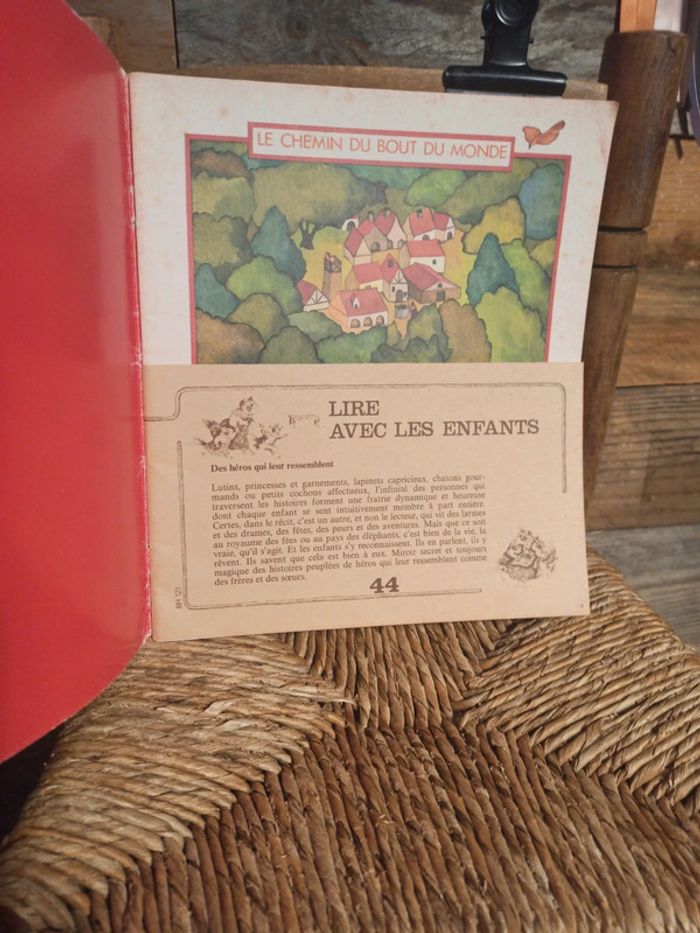 LE CHEMIN DU BOUT DU MONDE
LIRE
AVEC LES ENFANTS
Des héros qui leur ressemblent
Lutins, princesses et garnements, lapinets capricieux, chatons gour-
mands ou petits cochons affectueux, l'infinité des personnes qui
traversent les histoires forment une fratrie dynamique et heureuse
dont chaque enfant se sent intuitivement membre à part entière.
Certes, dans le récit, c'est un autre, et non le lecteur, qui vit des larmes
et des drames, des fêtes, des peurs et des aventures. Mais que ce soit
au royaume des fées ou au pays des éléphants, c'est bien de la vie, la
vraie, qu'il s'agit. Et les enfants s'y reconnaissent. Ils en parlent, ils y
rêvent. Ils savent que cela est bien à eux. Miroir secret et toujours
magique des histoires peuplées de héros qui leur ressemblent comme
des frères et des sœurs.
44
BH 121